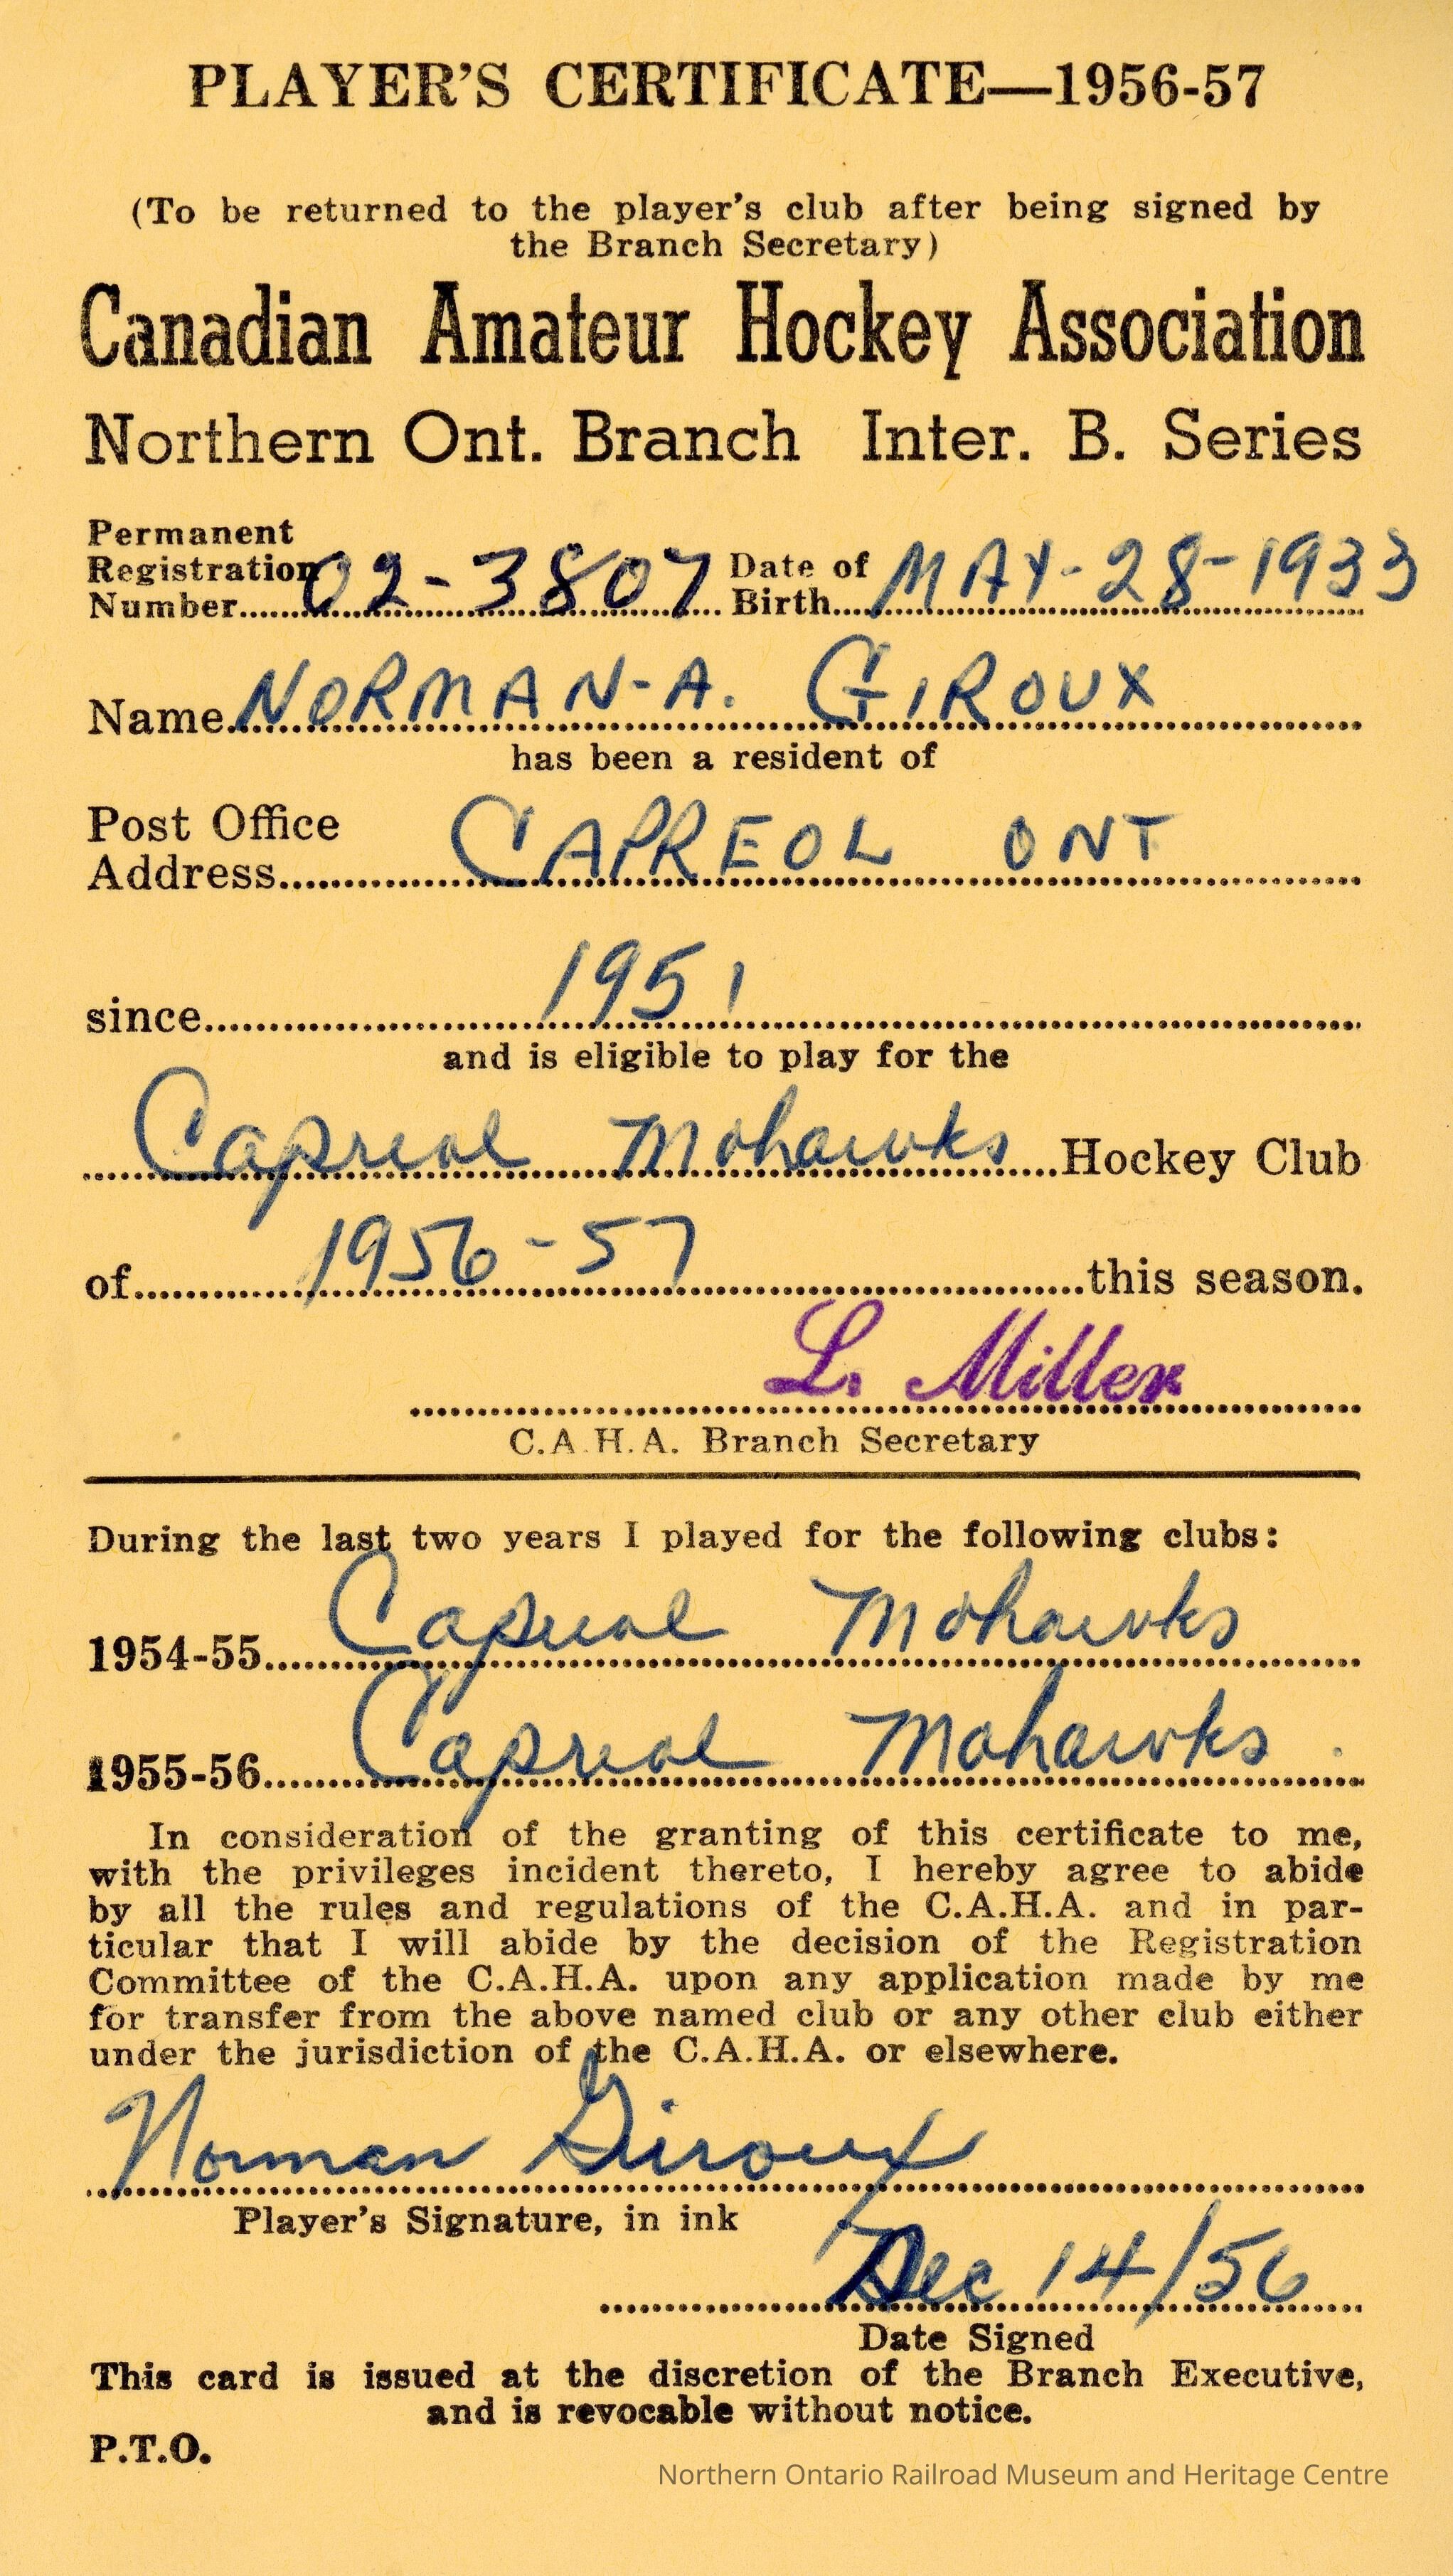 PLAYER'S CERTIFICATE—1956-57
(To be returned to the player's club after being signed by
the Branch Secretary)
Canadian Amateur Hockey Association
Northern Ont. Branch Inter. B. Series
Permanent
Registration
Number 02-3807 Date of Birth MAY-28-1933
Name NORMAN-A. GIROUX
has been a resident of
Post Office
Address CAPREOL ONT
since 1951
and is eligible to play for the
Capreol Mohawks Hockey Club
of 1956-57 this season.
L. Miller
C.A.H.A. Branch Secretary
During the last two years I played for the following clubs:
1954-55 Capreol Mohawks
1955-56 Capreol Mohawks
In consideration of the granting of this certificate to me,
with the privileges incident thereto, I hereby agree to abide
by all the rules and regulations of the C.A.H.A. and in par-
ticular that I will abide by the decision of the Registration
Committee of the C.A.H.A. upon any application made by me
for transfer from the above named club or any other club either
under the jurisdiction of the C.A.H.A. or elsewhere.
Norman Giroux
Player's Signature, in ink
Dec 14/56
Date Signed
This card is issued at the discretion of the Branch Executive,
and is revocable without notice.
P.T.O.
Northern Ontario Railroad Museum and Heritage Centre